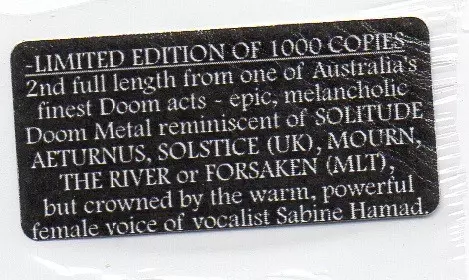 -LIMITED EDITION OF 1000 COPIES
2nd full length from one of Australia's
finest Doom acts - epic, melancholic
Doom Metal reminiscent of SOLITUDE
AETURNUS, SOLSTICE (UK), MOURN,
THE RIVER or FORSAKEN (MLT),
but crowned by the warm, powerful
female voice of vocalist Sabine Hamad